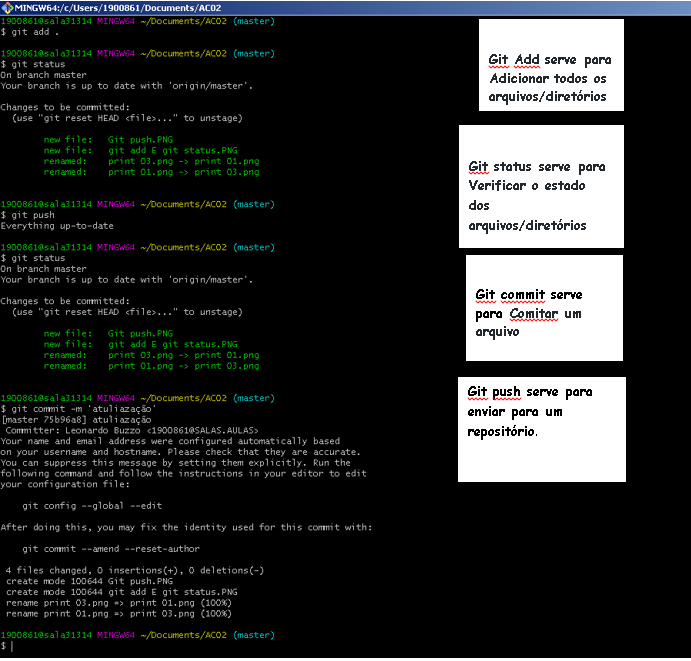 MINGW64:/c/Users/1900861/Documents/AC02
1900861@sala31314 MINGW64 ~/Documents/AC02 (master)
$ git add .
1900861@sala31314 MINGW64 ~/Documents/AC02 (master)
$ git status
On branch master
Your branch is up to date with 'origin/master'.
Changes to be committed:
(use "git reset HEAD <file>..." to unstage)
new file:   Git push.PNG
new file:   git add E git status.PNG
renamed:    print 03.png -> print 01.png
renamed:    print 01.png -> print 03.png
1900861@sala31314 MINGW64 ~/Documents/AC02 (master)
$ git push
Everything up-to-date
1900861@sala31314 MINGW64 ~/Documents/AC02 (master)
$ git status
On branch master
Your branch is up to date with 'origin/master'.
Changes to be committed:
(use "git reset HEAD <file>..." to unstage)
new file:   Git push.PNG
new file:   git add E git status.PNG
renamed:    print 03.png -> print 01.png
renamed:    print 01.png -> print 03.png
1900861@sala31314 MINGW64 ~/Documents/AC02 (master)
$ git commit -m 'atuliazação'
[master 75b96a8] atuliazação
Committer: Leonardo Buzzo <1900861@SALAS.AULAS>
Your name and email address were configured automatically based
on your username and hostname. Please check that they are accurate.
You can suppress this message by setting them explicitly. Run the
following command and follow the instructions in your editor to edit
your configuration file:
git config --global --edit
After doing this, you may fix the identity used for this commit with:
git commit --amend --reset-author
4 files changed, 0 insertions(+), 0 deletions(-)
create mode 100644 Git push.PNG
create mode 100644 git add E git status.PNG
rename print 03.png => print 01.png (100%)
rename print 01.png => print 03.png (100%)
1900861@sala31314 MINGW64 ~/Documents/AC02 (master)
$
Git Add serve para
Adicionar todos os
arquivos/diretórios
Git status serve para
Verificar o estado
dos
arquivos/diretórios
Git commit serve
para Comitar um
arquivo
Git push serve para
enviar para um
repositório.